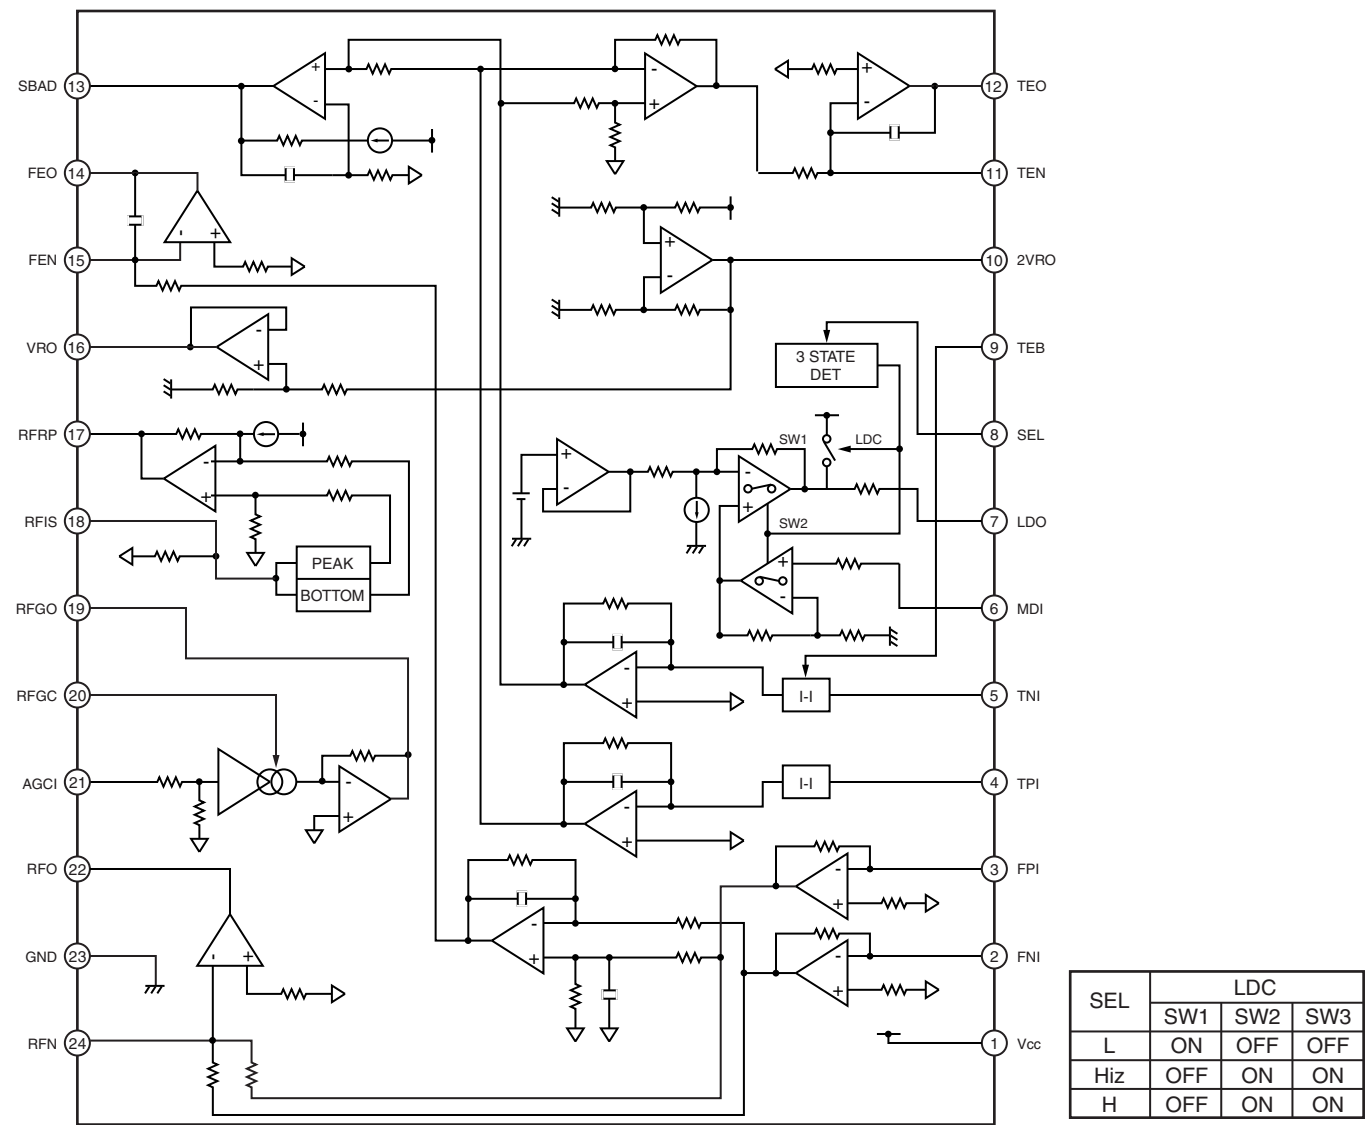 SBAD 13
12 TEO
FEO 14
11 TEN
FEN 15
10 2VRO
VRO 16
9 TEB
3 STATE
DET
RFRP 17
8 SEL
SW1
LDC
RFIS 18
7 LDO
SW2
PEAK
BOTTOM
RFGO 19
6 MDI
RFGC 20
I-I
5 TNI
AGCI 21
I-I
4 TPI
RFO 22
3 FPI
GND 23
2 FNI
RFN 24
1 Vcc
SEL LDC
SW1 SW2 SW3
L ON OFF OFF
Hiz OFF ON ON
H OFF ON ON